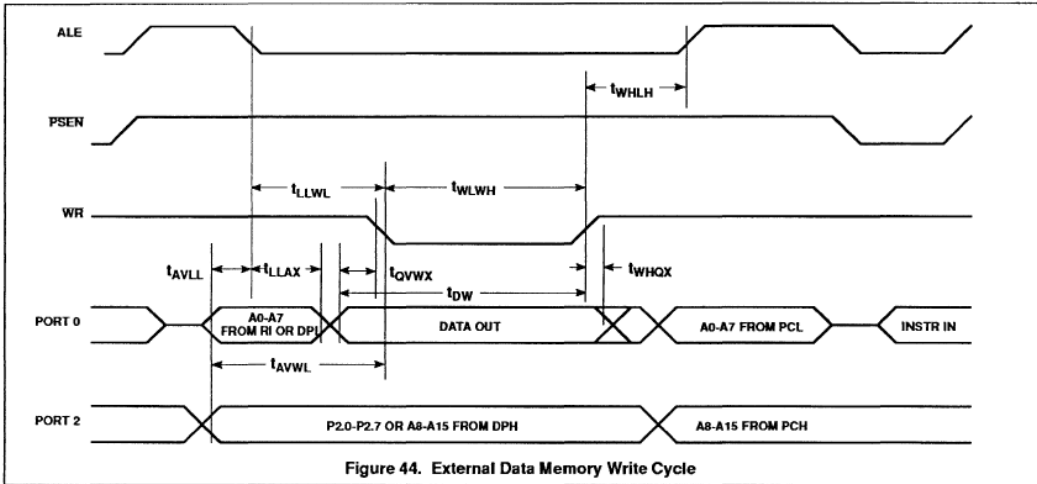 ALE
tWHLH
PSEN
tLLWL
tWLWH
WR
tAVLL
tLLAX
tQVWX
tWHQX
tDW
PORT 0
A0-A7
FROM RI OR DPL
DATA OUT
A0-A7 FROM PCL
INSTR IN
tAVWL
PORT 2
P2.0-P2.7 OR A8-A15 FROM DPH
A8-A15 FROM PCH
Figure 44. External Data Memory Write Cycle